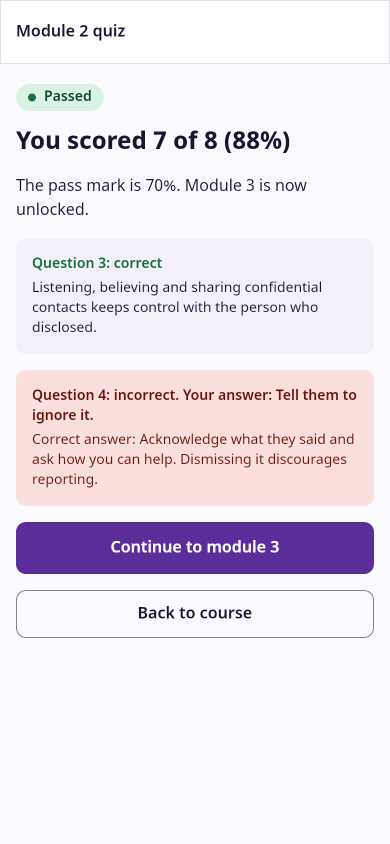 Module 2 quiz
Passed
You scored 7 of 8 (88%)
The pass mark is 70%. Module 3 is now
unlocked.
Question 3: correct
Listening, believing and sharing confidential
contacts keeps control with the person who
disclosed.
Question 4: incorrect. Your answer: Tell them to
ignore it.
Correct answer: Acknowledge what they said and
ask how you can help. Dismissing it discourages
reporting.
Continue to module 3
Back to course